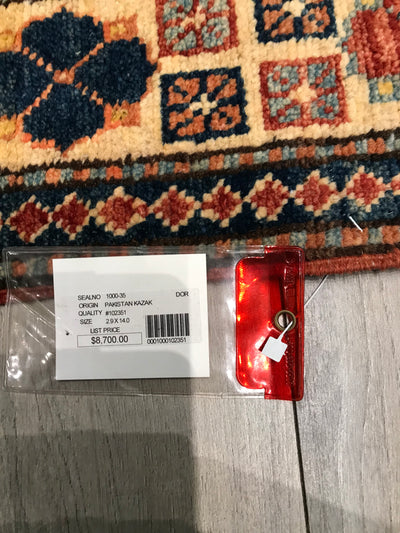 SEALNO 1000-35 DOR
ORIGIN PAKISTAN KAZAK
QUALITY #102351
SIZE 2.9 X 14.0
LIST PRICE
$8,700.00
0001000102351